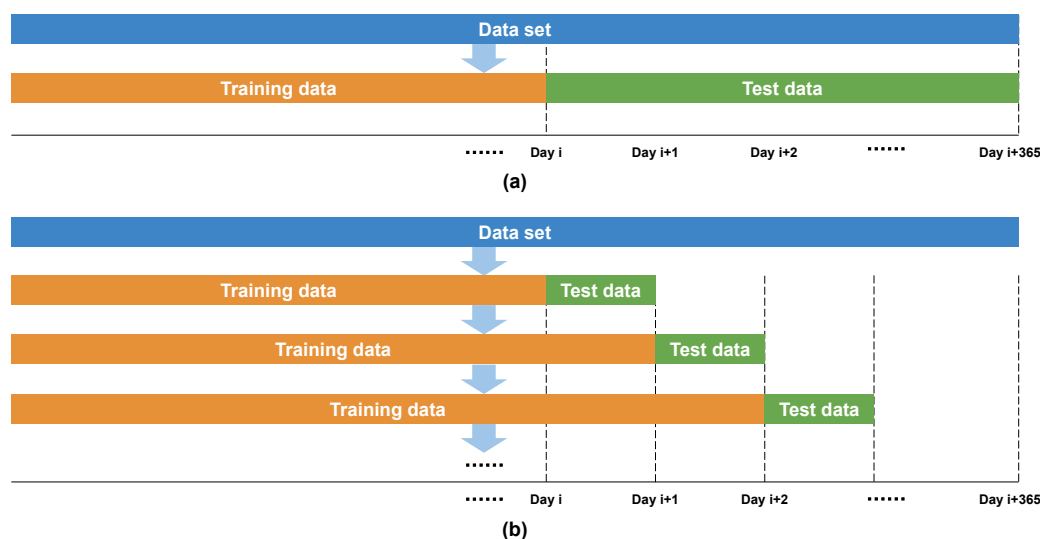 Data set
Training data Test data
...... Day i Day i+1 Day i+2 ...... Day i+365
(a)
Data set
Training data Test data
Training data Test data
Training data Test data
......
...... Day i Day i+1 Day i+2 ...... Day i+365
(b)